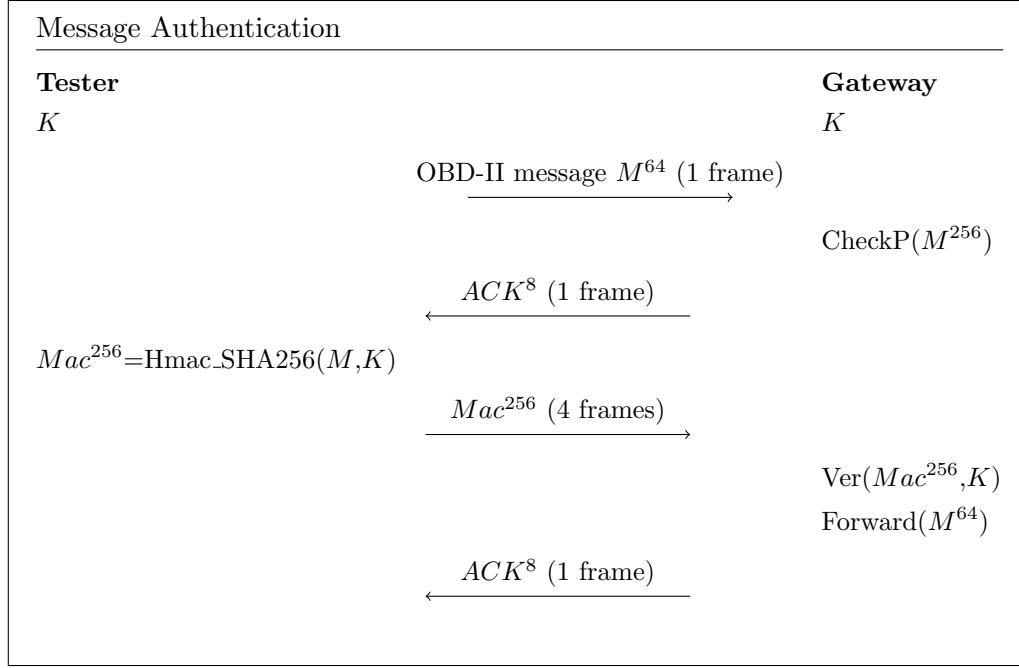 Message Authentication
Tester Gateway
K K
OBD-II message M^64 (1 frame)
CheckP(M^256)
ACK^8 (1 frame)
Mac^256=Hmac_SHA256(M,K)
Mac^256 (4 frames)
Ver(Mac^256,K)
Forward(M^64)
ACK^8 (1 frame)